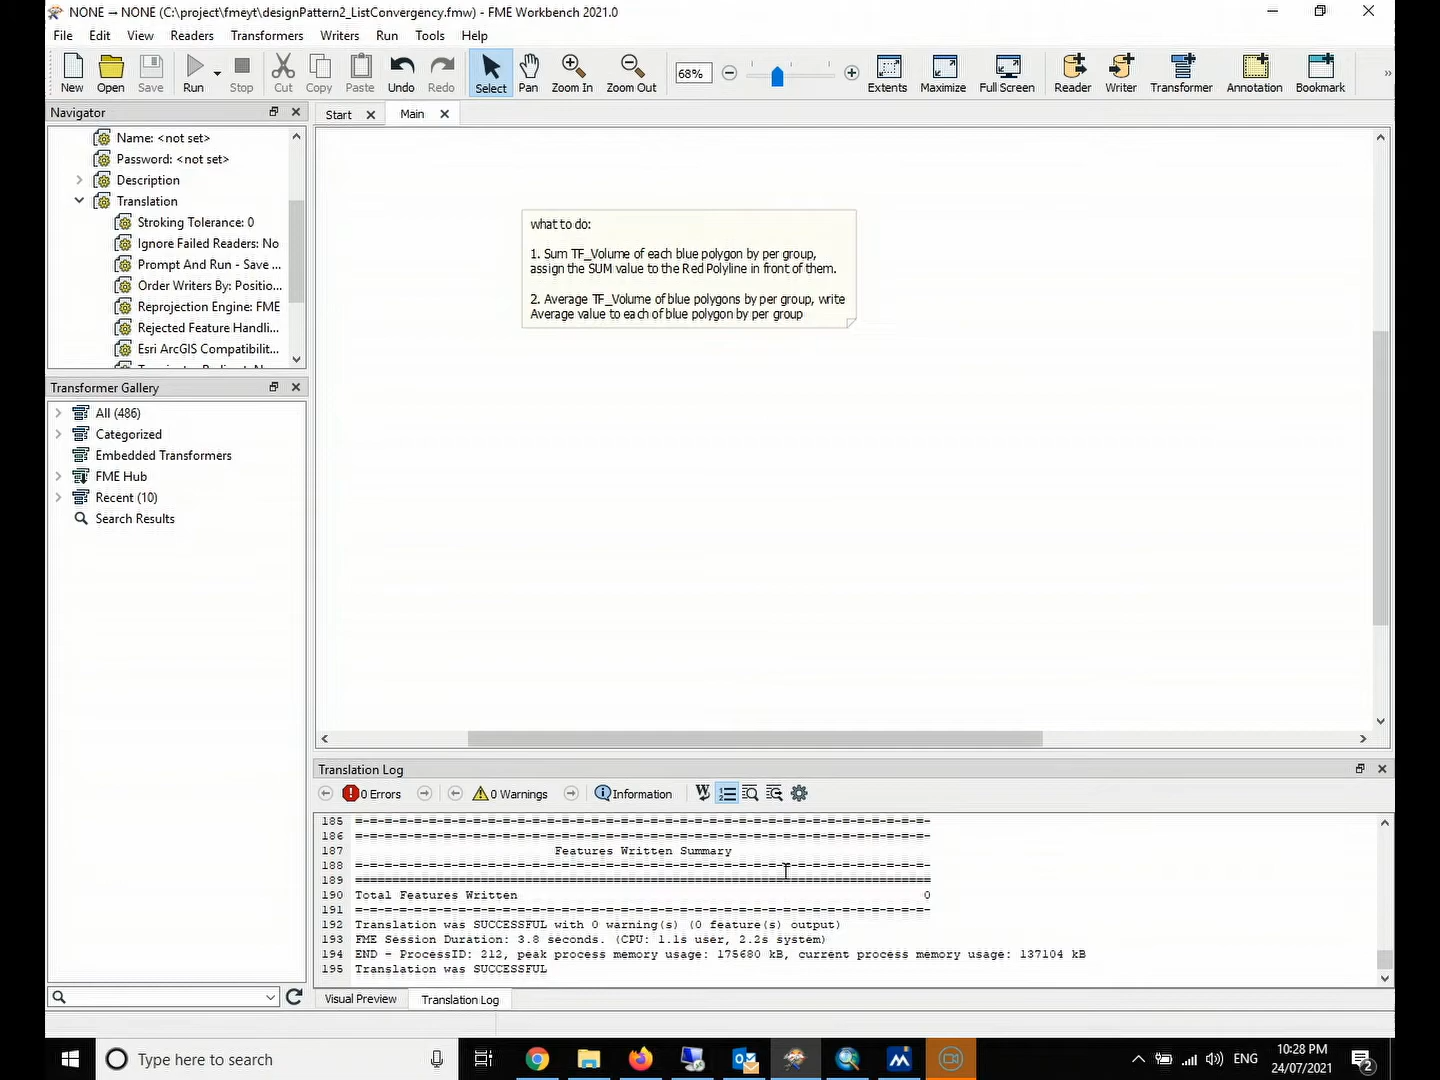 NONE → NONE (C:\project\fmeyt\designPattern2_ListConvergency.fmw) - FME Workbench 2021.0
File Edit View Readers Transformers Writers Run Tools Help
New Open Save Run Stop Cut Copy Paste Undo Redo Select Pan Zoom In Zoom Out 68% Extents Maximize Full Screen Reader Writer Transformer Annotation Bookmark
Navigator
Start
Main
Name: <not set>
Password: <not set>
Description
Translation
Stroking Tolerance: 0
Ignore Failed Readers: No
Prompt And Run - Save ...
Order Writers By: Positio...
Reprojection Engine: FME
Rejected Feature Handli...
Esri ArcGIS Compatibilit...
what to do:
1. Sum TF_Volume of each blue polygon by per group,
assign the SUM value to the Red Polyline in front of them.
2. Average TF_Volume of blue polygons by per group, write
Average value to each of blue polygon by per group
Transformer Gallery
All (486)
Categorized
Embedded Transformers
FME Hub
Recent (10)
Search Results
Translation Log
0 Errors
0 Warnings
Information
185 =-=-=-=-=-=-=-=-=-=-=-=-=-=-=-=-=-=-=-=-=-=-=-=-=-=-=-=-=-=-=-=-=-=-=-=-=-=-=-
186 =-=-=-=-=-=-=-=-=-=-=-=-=-=-=-=-=-=-=-=-=-=-=-=-=-=-=-=-=-=-=-=-=-=-=-=-=-=-=-
187 Features Written Summary
188 =-=-=-=-=-=-=-=-=-=-=-=-=-=-=-=-=-=-=-=-=-=-=-=-=-=-=-=-=-=-=-=-=-=-=-=-=-=-=-
189 ==============================================================================
190 Total Features Written 0
191 =-=-=-=-=-=-=-=-=-=-=-=-=-=-=-=-=-=-=-=-=-=-=-=-=-=-=-=-=-=-=-=-=-=-=-=-=-=-=-
192 Translation was SUCCESSFUL with 0 warning(s) (0 feature(s) output)
193 FME Session Duration: 3.8 seconds. (CPU: 1.1s user, 2.2s system)
194 END - ProcessID: 212, peak process memory usage: 175680 kB, current process memory usage: 137104 kB
195 Translation was SUCCESSFUL
Visual Preview
Translation Log
Type here to search
ENG
10:28 PM
24/07/2021
2